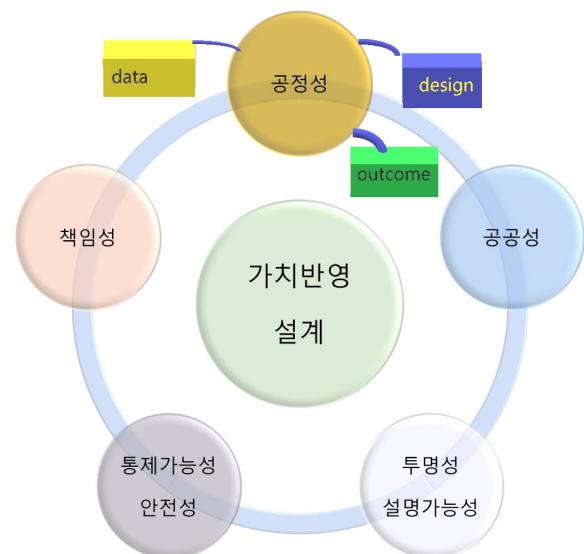 data
공정성
design
outcome
책임성
공공성
가치반영
설계
통제가능성
안전성
투명성
설명가능성